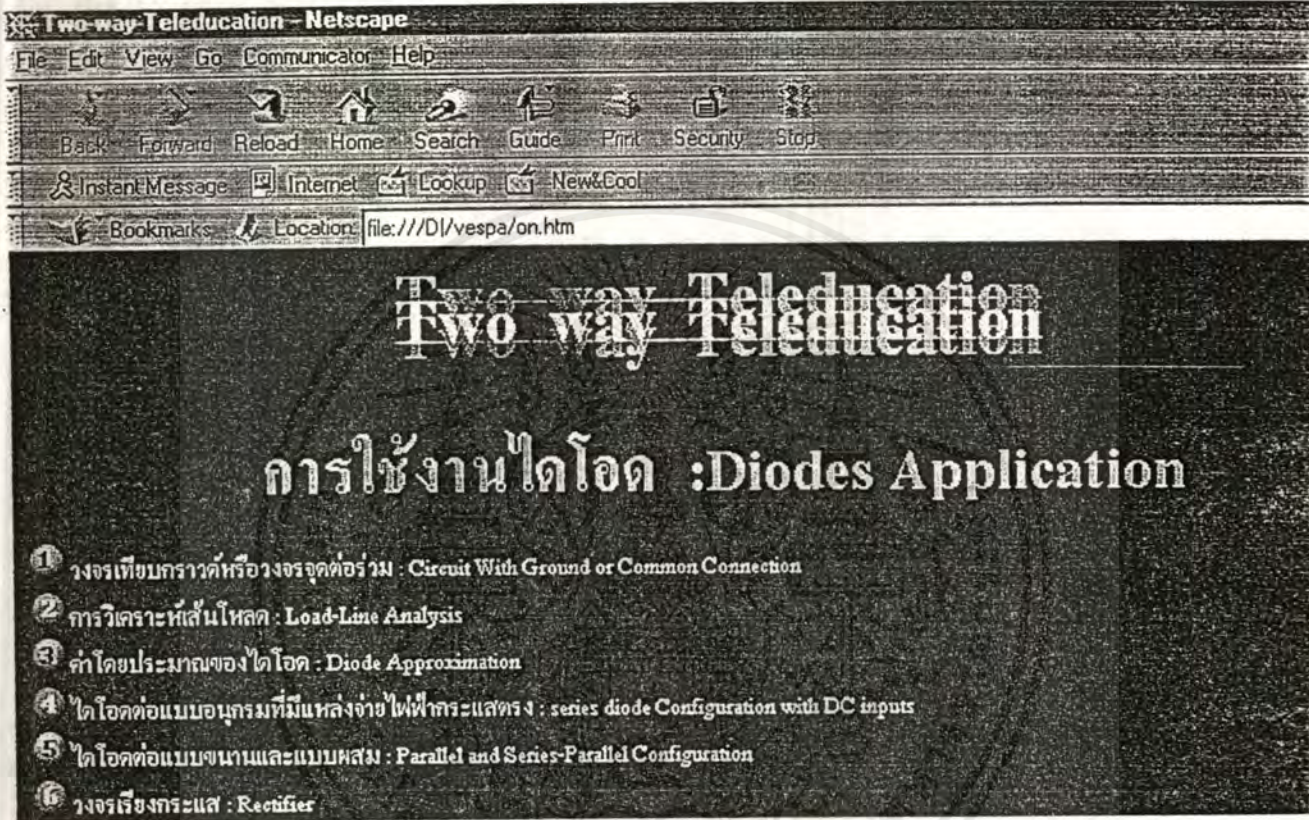 Two-way Teleducation - Netscape
File Edit View Go Communicator Help
Back Forward Reload Home Search Guide Print Security Stop
Instant Message Internet Lookup New&Cool
Bookmarks Location: file:///D|/vespa/on.htm
Two way Teleducation
การใช้งานไดโอด :Diodes Application
1 วงจรเทียบกราวด์หรือวงจรจุดต่อร่วม : Circuit With Ground or Common Connection
2 การวิเคราะห์เส้นโหลด : Load-Line Analysis
3 ค่าโดยประมาณของไดโอด : Diode Approximation
4 ไดโอดต่อแบบอนุกรมที่มีแหล่งจ่ายไฟฟ้ากระแสตรง : series diode Configuration with DC inputs
5 ไดโอดต่อแบบขนานและแบบผสม : Parallel and Series-Parallel Configuration
6 วงจรเรียงกระแส : Rectifier